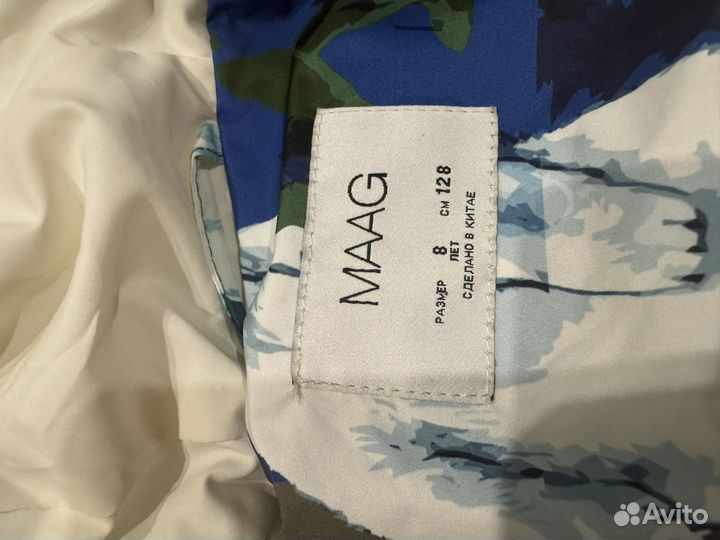 MAAG
РАЗМЕР 8 СМ 128
ЛЕТ
СДЕЛАНО В КИТАЕ
Avito